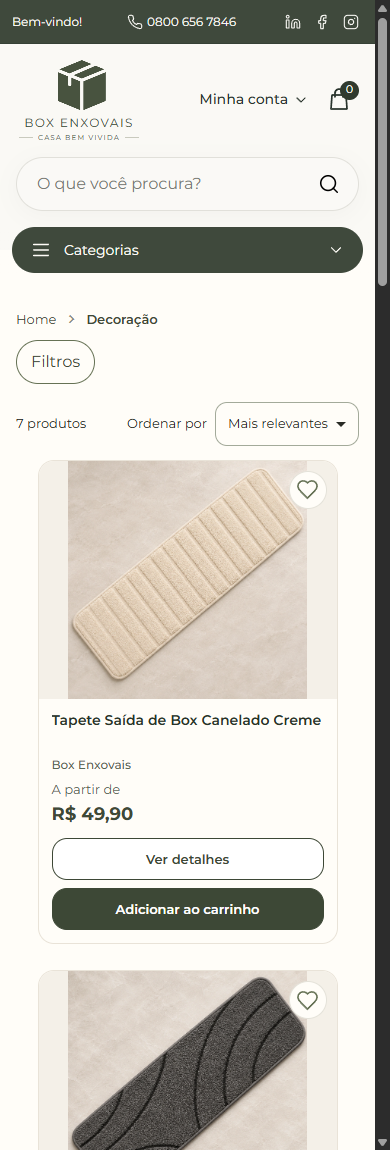 Bem-vindo!
0800 656 7846
Minha conta
0
BOX ENXOVAIS
CASA BEM VIVIDA
O que você procura?
Categorias
Home
Decoração
Filtros
7 produtos
Ordenar por
Mais relevantes
Tapete Saída de Box Canelado Creme
Box Enxovais
A partir de
R$ 49,90
Ver detalhes
Adicionar ao carrinho